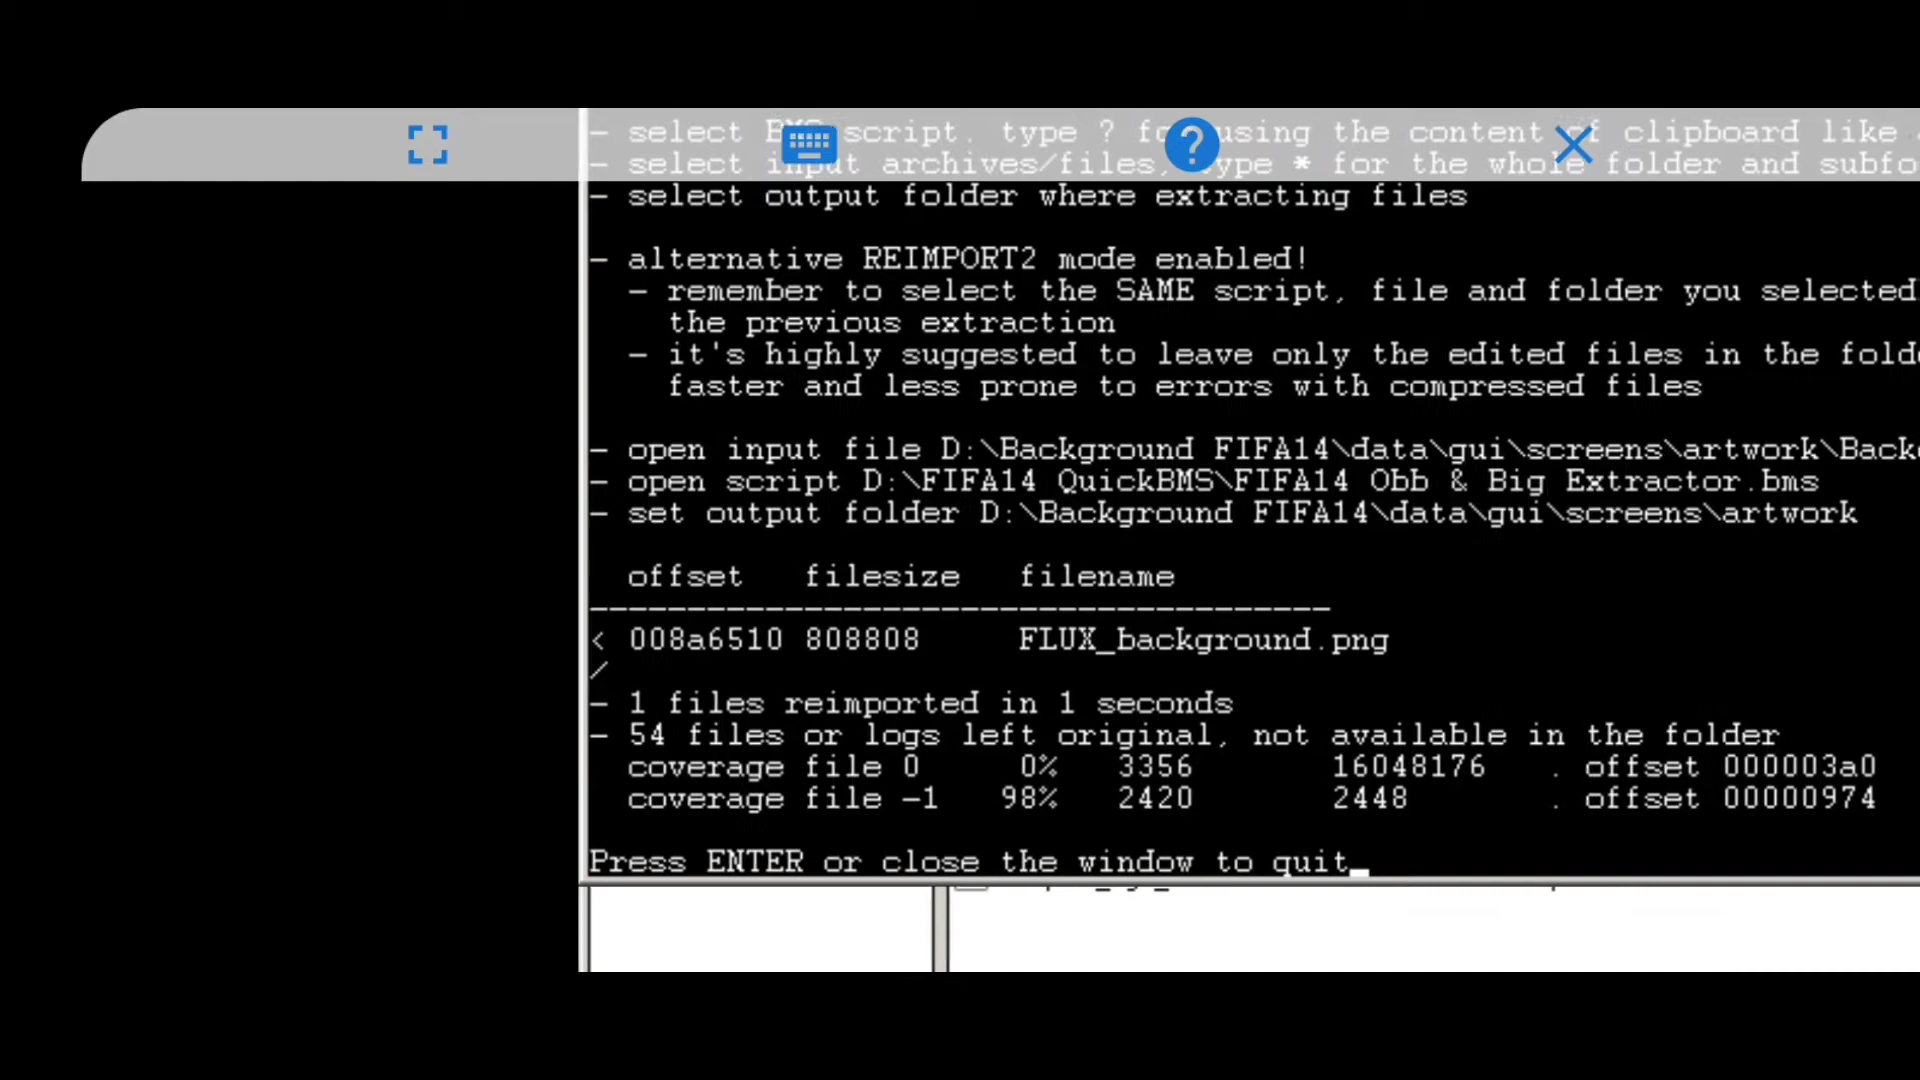 - select script. type ? using the content clipboard like
- select input archives/files, type * for the whole folder and subfo
- select output folder where extracting files
- alternative REIMPORT2 mode enabled!
- remember to select the SAME script, file and folder you selected
the previous extraction
- it's highly suggested to leave only the edited files in the folde
faster and less prone to errors with compressed files
- open input file D:\Background FIFA14\data\gui\screens\artwork\Back
- open script D:\FIFA14 QuickBMS\FIFA14 Obb & Big Extractor.bms
- set output folder D:\Background FIFA14\data\gui\screens\artwork
offset filesize filename
--------------------------------------
< 008a6510 808808 FLUX_background.png
/
- 1 files reimported in 1 seconds
- 54 files or logs left original, not available in the folder
coverage file 0 0% 3356 16048176 . offset 000003a0
coverage file -1 98% 2420 2448 . offset 00000974
Press ENTER or close the window to quit_